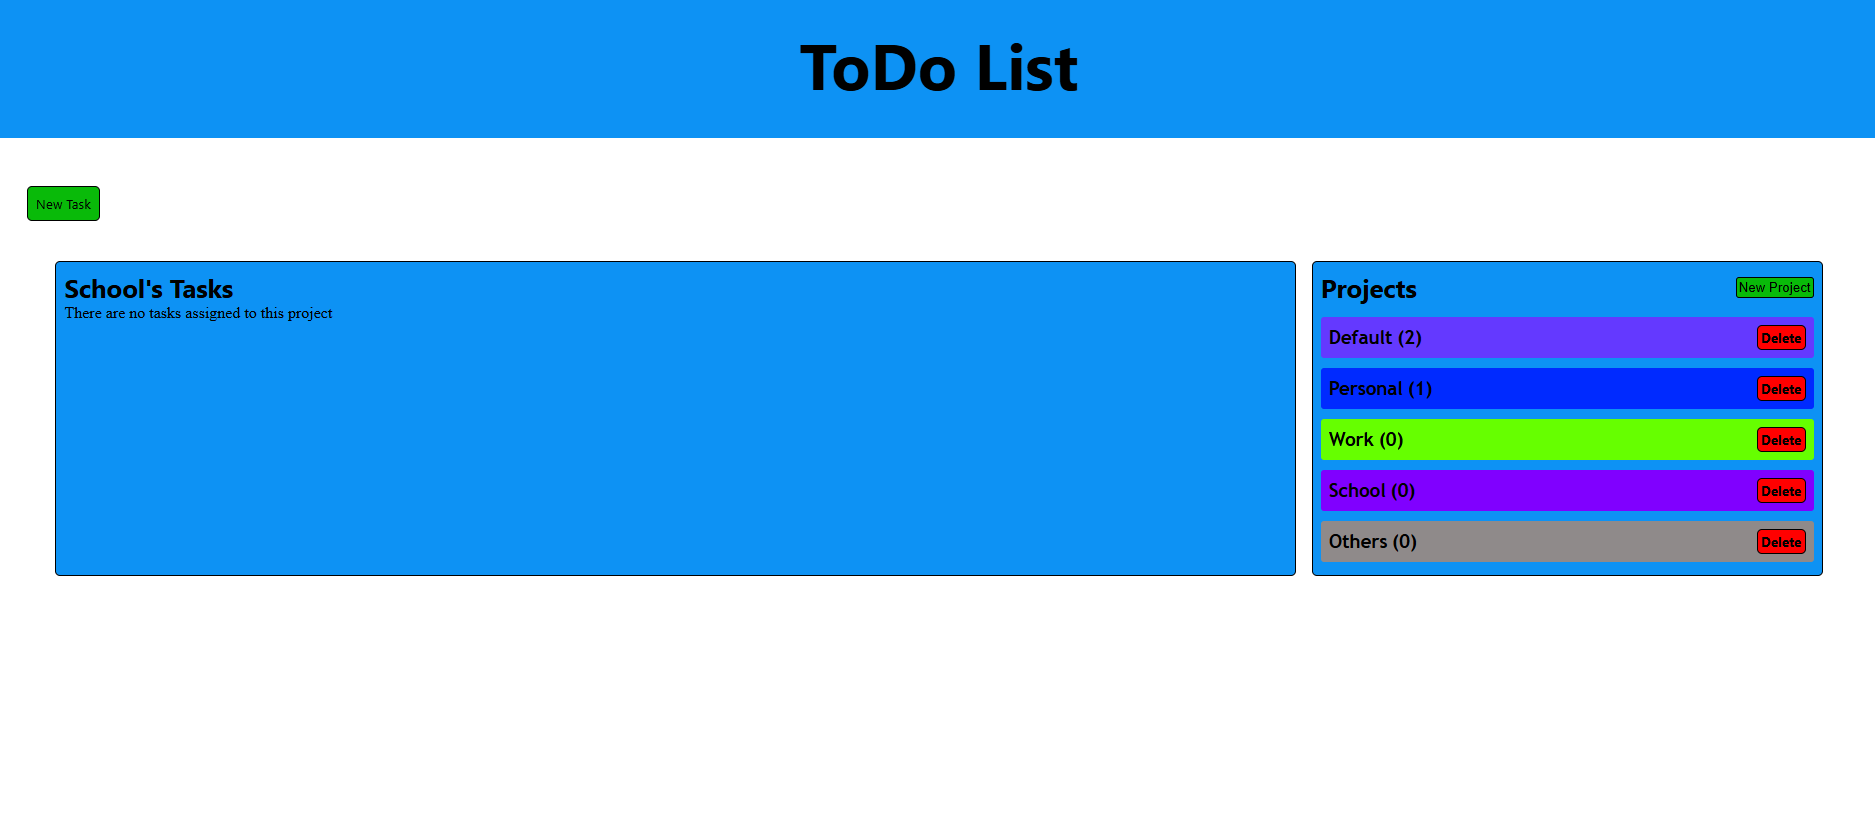 ToDo List
New Task
School's Tasks
There are no tasks assigned to this project
Projects
New Project
Default (2)
Delete
Personal (1)
Delete
Work (0)
Delete
School (0)
Delete
Others (0)
Delete